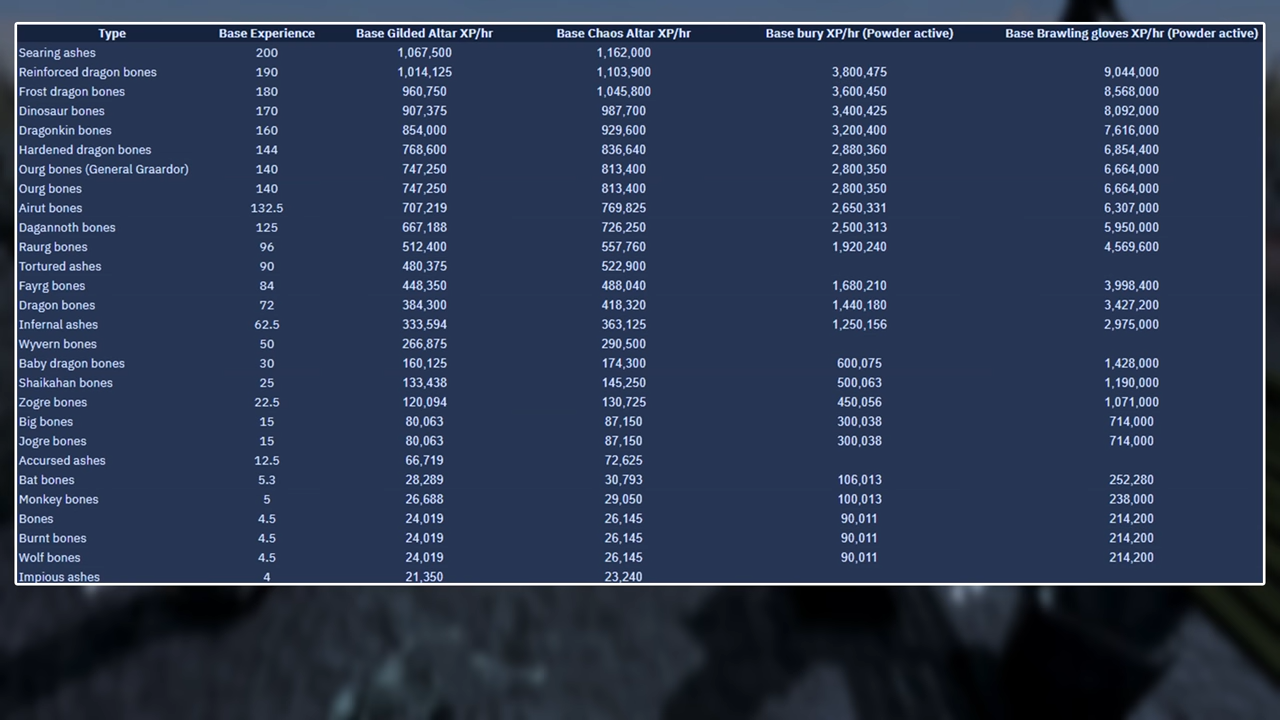 Type Base Experience Base Gilded Altar XP/hr Base Chaos Altar XP/hr Base bury XP/hr (Powder active) Base Brawling gloves XP/hr (Powder active)
Searing ashes 200 1,067,500 1,162,000
Reinforced dragon bones 190 1,014,125 1,103,900 3,800,475 9,044,000
Frost dragon bones 180 960,750 1,045,800 3,600,450 8,568,000
Dinosaur bones 170 907,375 987,700 3,400,425 8,092,000
Dragonkin bones 160 854,000 929,600 3,200,400 7,616,000
Hardened dragon bones 144 768,600 836,640 2,880,360 6,854,400
Ourg bones (General Graardor) 140 747,250 813,400 2,800,350 6,664,000
Ourg bones 140 747,250 813,400 2,800,350 6,664,000
Airut bones 132.5 707,219 769,825 2,650,331 6,307,000
Dagannoth bones 125 667,188 726,250 2,500,313 5,950,000
Raurg bones 96 512,400 557,760 1,920,240 4,569,600
Tortured ashes 90 480,375 522,900
Fayrg bones 84 448,350 488,040 1,680,210 3,998,400
Dragon bones 72 384,300 418,320 1,440,180 3,427,200
Infernal ashes 62.5 333,594 363,125 1,250,156 2,975,000
Wyvern bones 50 266,875 290,500
Baby dragon bones 30 160,125 174,300 600,075 1,428,000
Shaikahan bones 25 133,438 145,250 500,063 1,190,000
Zogre bones 22.5 120,094 130,725 450,056 1,071,000
Big bones 15 80,063 87,150 300,038 714,000
Jogre bones 15 80,063 87,150 300,038 714,000
Accursed ashes 12.5 66,719 72,625
Bat bones 5.3 28,289 30,793 106,013 252,280
Monkey bones 5 26,688 29,050 100,013 238,000
Bones 4.5 24,019 26,145 90,011 214,200
Burnt bones 4.5 24,019 26,145 90,011 214,200
Wolf bones 4.5 24,019 26,145 90,011 214,200
Impious ashes 4 21,350 23,240